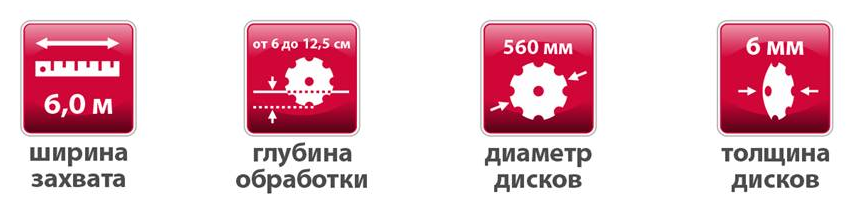 6,0 м
ширина
захвата
от 6 до 12,5 см
глубина
обработки
560 мм
диаметр
дисков
6 мм
толщина
дисков